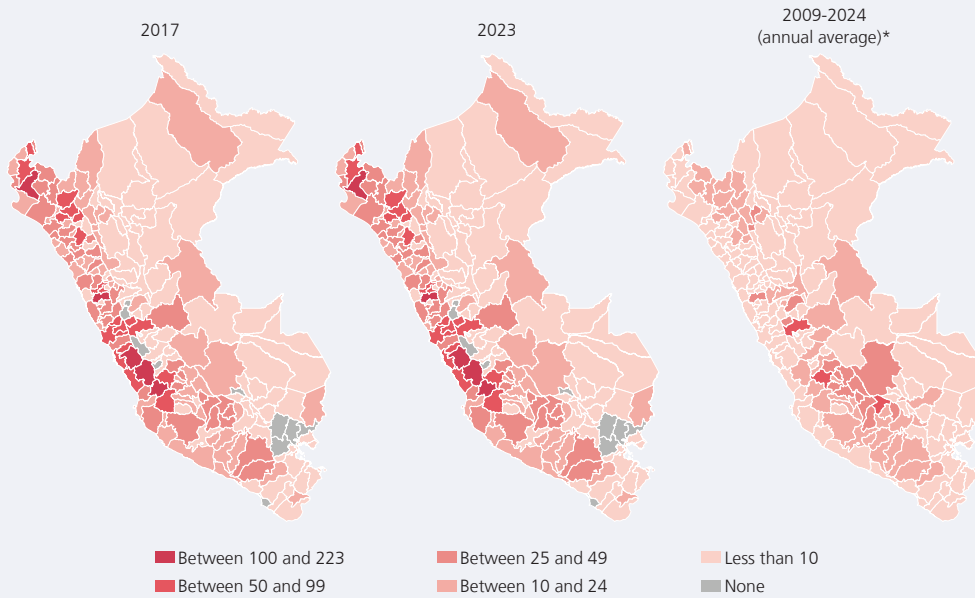 2017
2023
2009-2024
(annual average)*
Between 100 and 223
Between 25 and 49
Less than 10
Between 50 and 99
Between 10 and 24
None